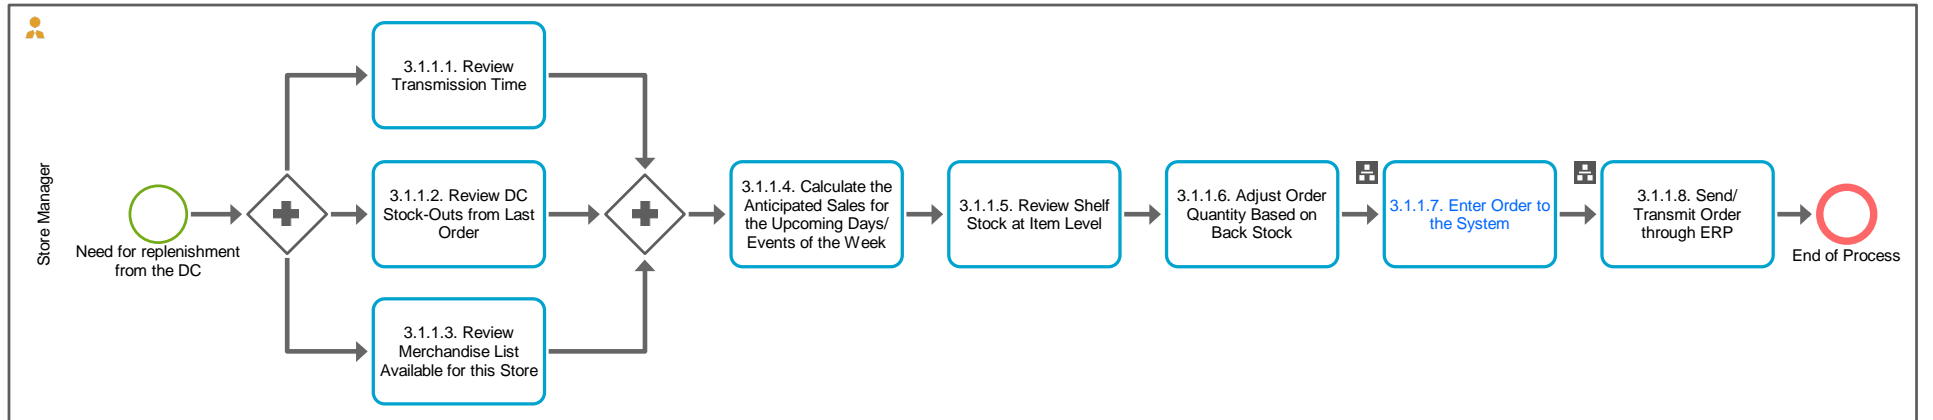 Store Manager
Need for replenishment
from the DC
3.1.1.1. Review
Transmission Time
3.1.1.2. Review DC
Stock-Outs from Last
Order
3.1.1.3. Review
Merchandise List
Available for this Store
3.1.1.4. Calculate the
Anticipated Sales for
the Upcoming Days/
Events of the Week
3.1.1.5. Review Shelf
Stock at Item Level
3.1.1.6. Adjust Order
Quantity Based on
Back Stock
3.1.1.7. Enter Order to
the System
3.1.1.8. Send/
Transmit Order
through ERP
End of Process